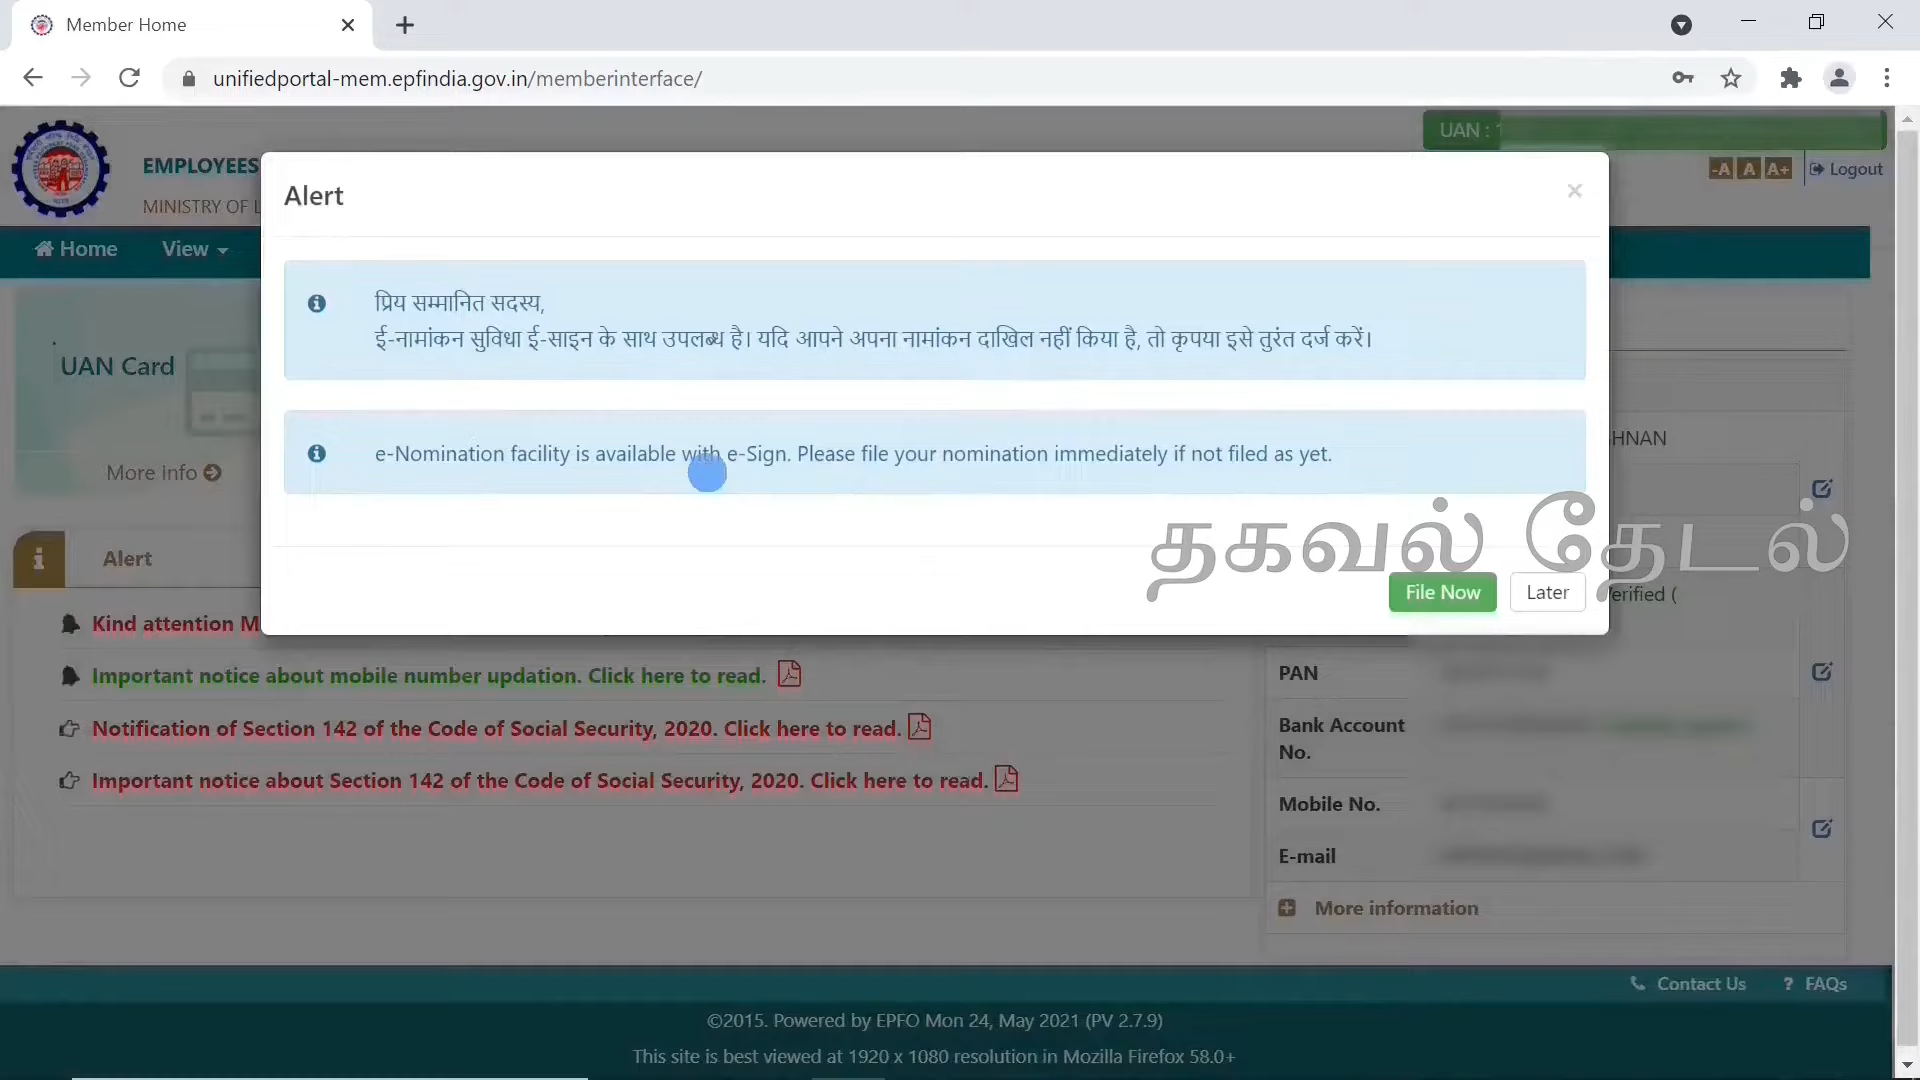 Member Home
unifiedportal-mem.epfindia.gov.in/memberinterface/
UAN :
EMPLOYEES
MINISTRY OF
-A A A+ Logout
Home View
Alert
प्रिय सम्मानित सदस्य,
ई-नामांकन सुविधा ई-साइन के साथ उपलब्ध है। यदि आपने अपना नामांकन दाखिल नहीं किया है, तो कृपया इसे तुरंत दर्ज करें।
e-Nomination facility is available with e-Sign. Please file your nomination immediately if not filed as yet.
தகவல் தேடல்
File Now Later
UAN Card
More info
HNAN
erified (
Alert
Kind attention M
Important notice about mobile number updation. Click here to read.
Notification of Section 142 of the Code of Social Security, 2020. Click here to read.
Important notice about Section 142 of the Code of Social Security, 2020. Click here to read.
PAN
Bank Account
No.
Mobile No.
E-mail
More information
Contact Us ? FAQs
©2015. Powered by EPFO Mon 24, May 2021 (PV 2.7.9)
This site is best viewed at 1920 x 1080 resolution in Mozilla Firefox 58.0+